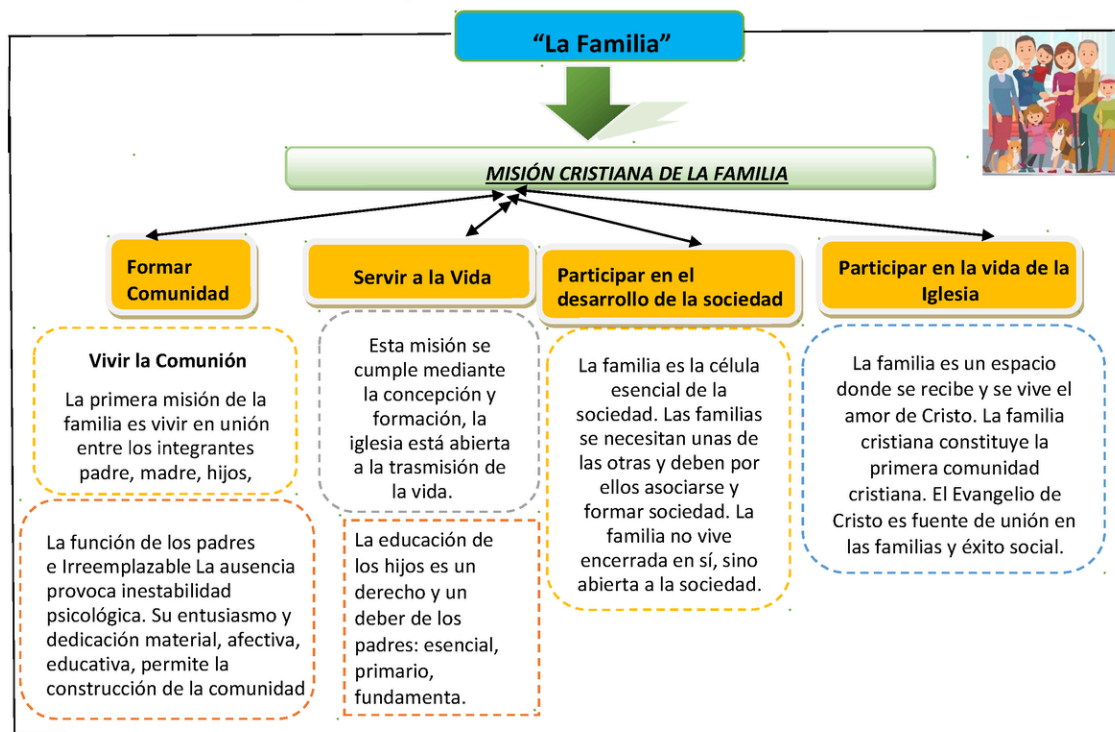 “La Familia”
MISIÓN CRISTIANA DE LA FAMILIA
Formar
Comunidad
Vivir la Comunión
La primera misión de la
familia es vivir en unión
entre los integrantes
padre, madre, hijos,
La función de los padres
e Irreemplazable La ausencia
provoca inestabilidad
psicológica. Su entusiasmo y
dedicación material, afectiva,
educativa, permite la
construcción de la comunidad
Servir a la Vida
Esta misión se
cumple mediante
la concepción y
formación, la
iglesia está abierta
a la trasmisión de
la vida.
La educación de
los hijos es un
derecho y un
deber de los
padres: esencial,
primario,
fundamenta.
Participar en el
desarrollo de la sociedad
La familia es la célula
esencial de la
sociedad. Las familias
se necesitan unas de
las otras y deben por
ellos asociarse y
formar sociedad. La
familia no vive
encerrada en sí, sino
abierta a la sociedad.
Participar en la vida de la
Iglesia
La familia es un espacio
donde se recibe y se vive el
amor de Cristo. La familia
cristiana constituye la
primera comunidad
cristiana. El Evangelio de
Cristo es fuente de unión en
las familias y éxito social.